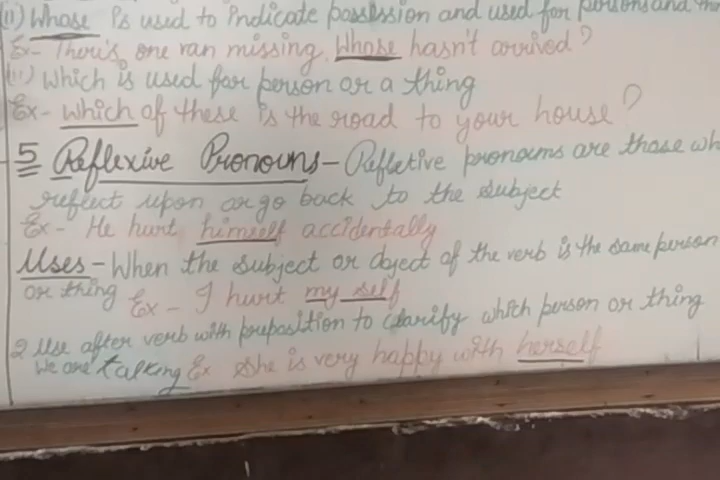 (ii) Whose is used to indicate possession and used for persons and
Ex- There's one van missing. Whose hasn't arrived?
(iii) Which is used for person or a thing
Ex- Which of these is the road to your house?
5 Reflexive Pronouns- Refletive pronouns are those wh
reflect upon or go back to the subject
Ex- He hurt himself accidentally
Uses- When the subject or object of the verb is the same person
or thing Ex- I hurt my self
2 Use after verb with preposition to clarify which person or thing
we are talking Ex She is very happy with herself